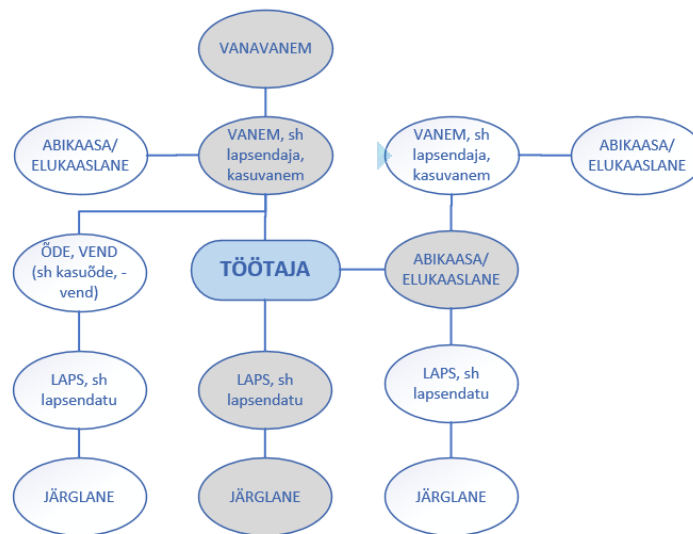 VANAVANEM
ABIKAASA/
ELUKAASLANE
VANEM, sh
lapsendaja,
kasuvanem
VANEM, sh
lapsendaja,
kasuvanem
ABIKAASA/
ELUKAASLANE
ÕDE, VEND
(sh kasuõde, -
vend)
TÖÖTAJA
ABIKAASA/
ELUKAASLANE
LAPS, sh
lapsendatu
LAPS, sh
lapsendatu
LAPS, sh
lapsendatu
JÄRGLANE
JÄRGLANE
JÄRGLANE